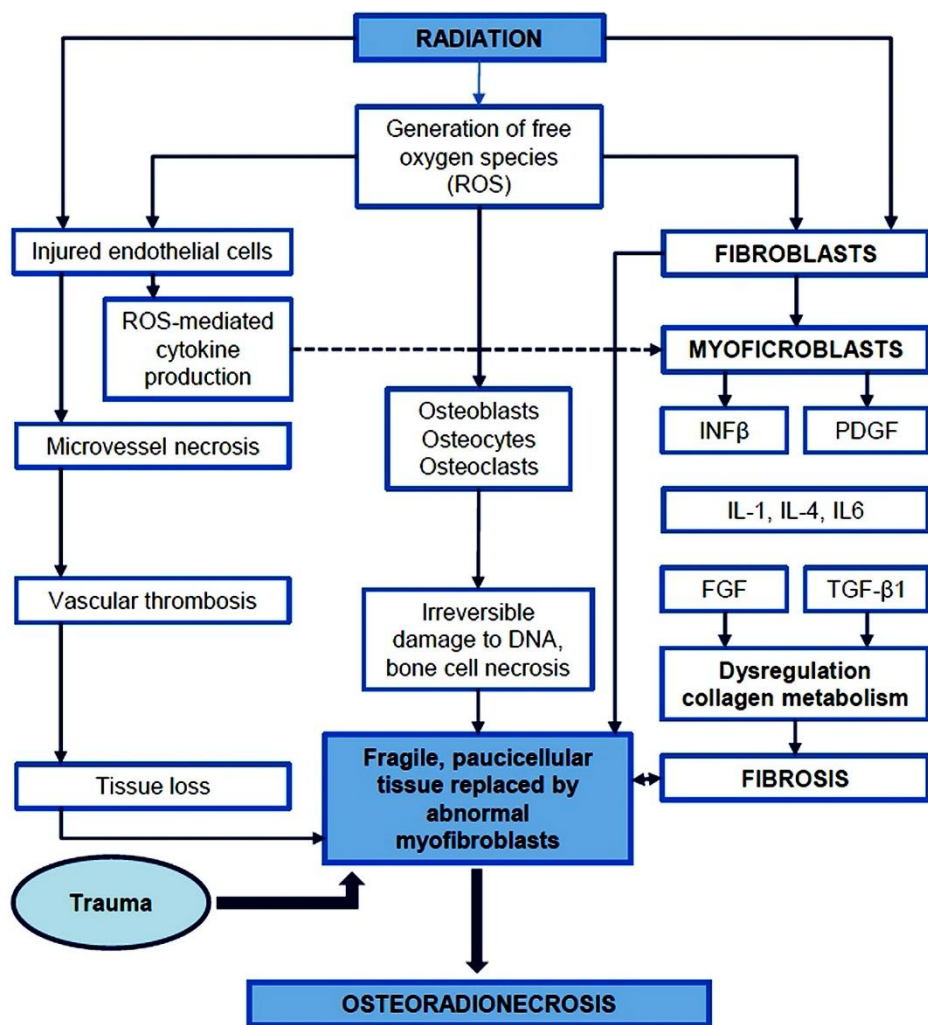 RADIATION
Generation of free
oxygen species
(ROS)
Injured endothelial cells
FIBROBLASTS
ROS-mediated
cytokine
production
MYOFICROBLASTS
Osteoblasts
Osteocytes
Osteoclasts
INFβ
PDGF
Microvessel necrosis
IL-1, IL-4, IL6
Vascular thrombosis
FGF
TGF-β1
Irreversible
damage to DNA,
bone cell necrosis
Dysregulation
collagen metabolism
Tissue loss
Fragile, paucicellular
tissue replaced by
abnormal
myofibroblasts
FIBROSIS
Trauma
OSTEORADIONECROSIS